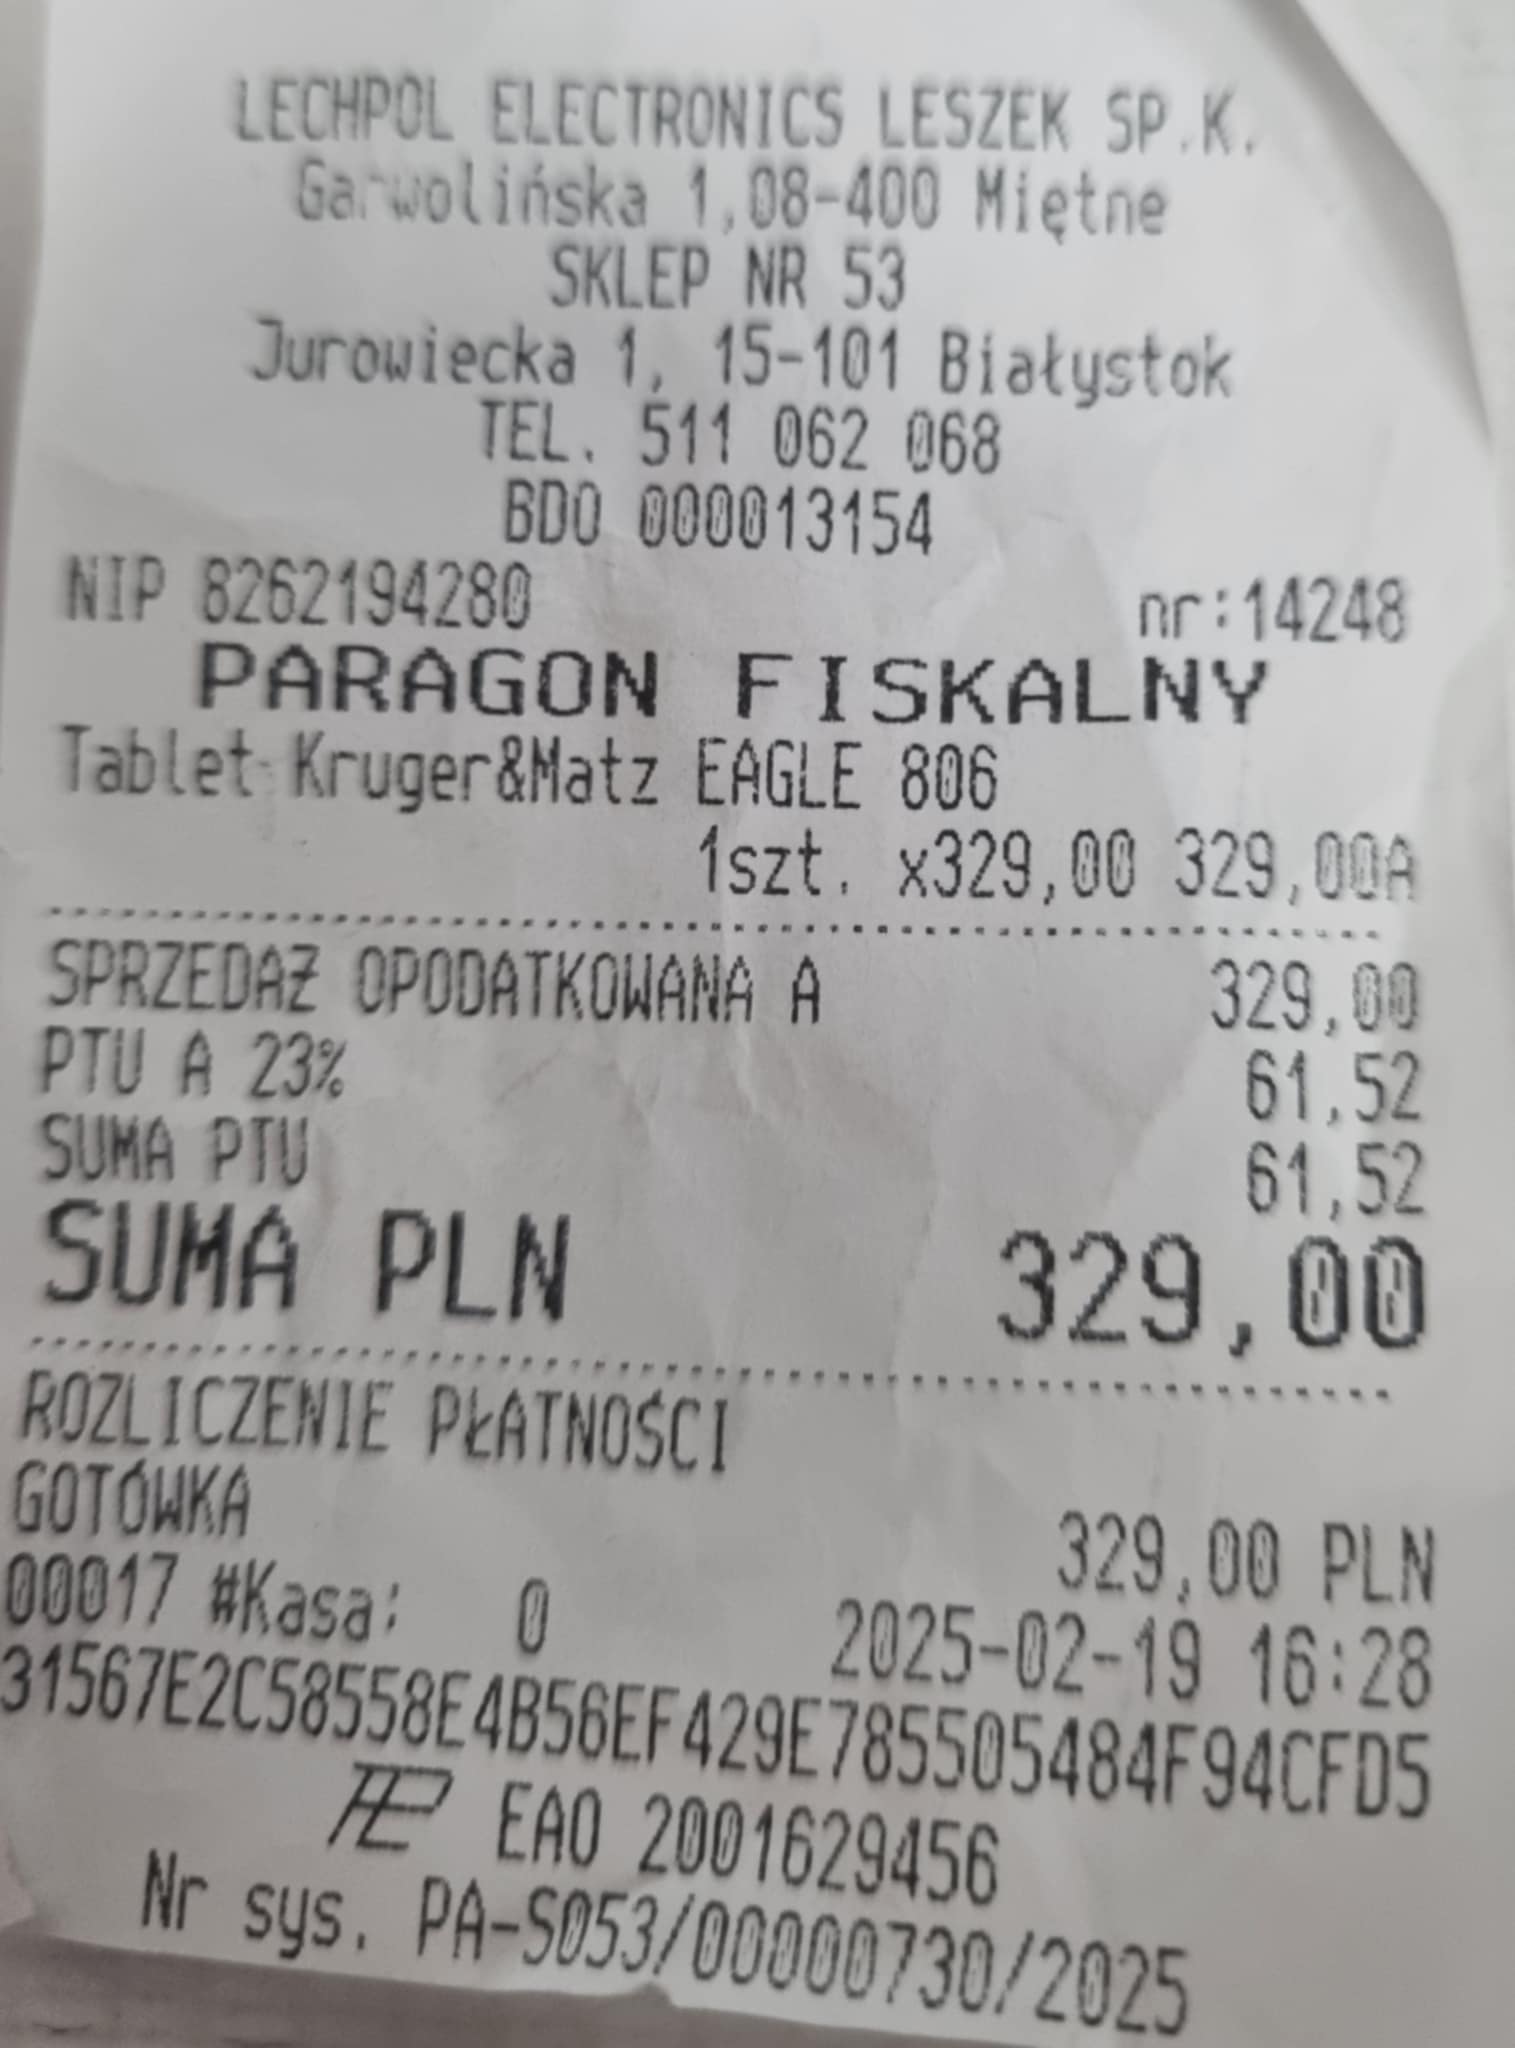 LECHPOL ELECTRONICS LESZEK SP.K.
Garwolińska 1,08-400 Miętne
SKLEP NR 53
Jurowiecka 1, 15-101 Białystok
TEL. 511 062 068
BDO 000013154
NIP 8262194280 nr:14248
PARAGON FISKALNY
Tablet Kruger&Matz EAGLE 806
1szt. x329,00 329,00A
SPRZEDAŻ OPODATKOWANA A 329,00
PTU A 23% 61,52
SUMA PTU 61,52
SUMA PLN 329,00
ROZLICZENIE PŁATNOŚCI
GOTÓWKA 329,00 PLN
00017 #Kasa: 0 2025-02-19 16:28
31567E2C58558E4B56EF429E785505484F94CFD5
EAO 2001629456
Nr sys. PA-S053/00000730/2025